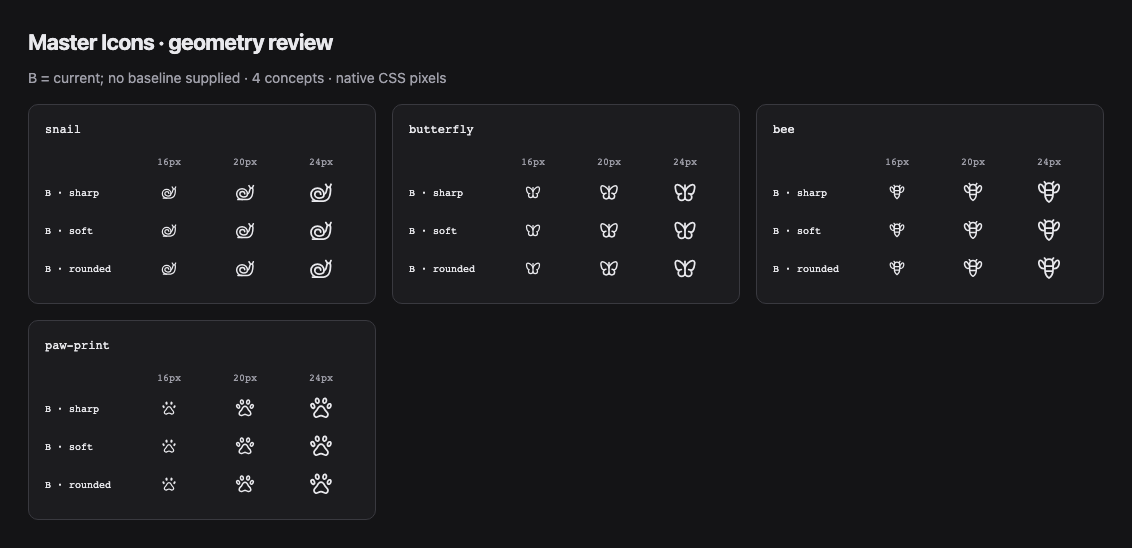 Master Icons · geometry review
B = current; no baseline supplied · 4 concepts · native CSS pixels
snail
16px 20px 24px
B · sharp
B · soft
B · rounded
butterfly
16px 20px 24px
B · sharp
B · soft
B · rounded
bee
16px 20px 24px
B · sharp
B · soft
B · rounded
paw-print
16px 20px 24px
B · sharp
B · soft
B · rounded